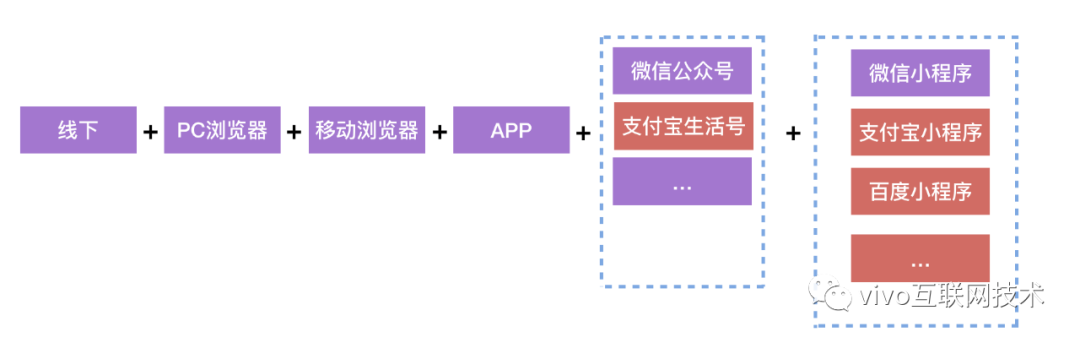 线下 + PC浏览器 + 移动浏览器 + APP + +
微信公众号
支付宝生活号
...
微信小程序
支付宝小程序
百度小程序
...
vivo互联网技术